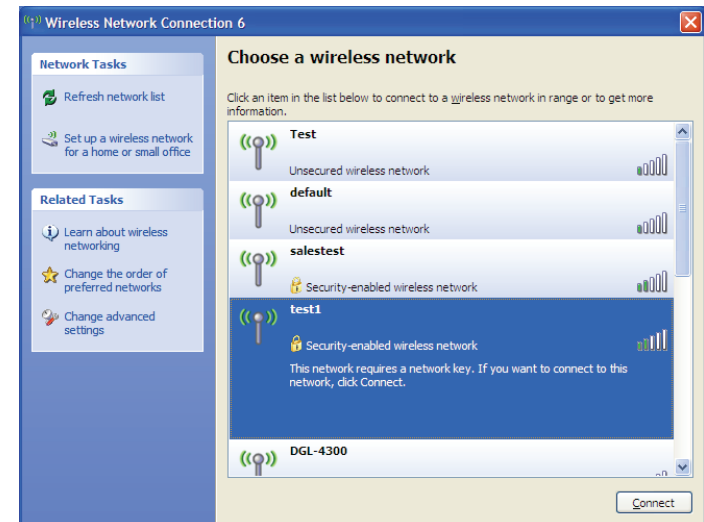 Wireless Network Connection 6
Network Tasks
Refresh network list
Set up a wireless network
for a home or small office
Related Tasks
Learn about wireless
networking
Change the order of
preferred networks
Change advanced
settings
Choose a wireless network
Click an item in the list below to connect to a wireless network in range or to get more
information.
Test
Unsecured wireless network
default
Unsecured wireless network
salestest
Security-enabled wireless network
test1
Security-enabled wireless network
This network requires a network key. If you want to connect to this
network, click Connect.
DGL-4300
Connect